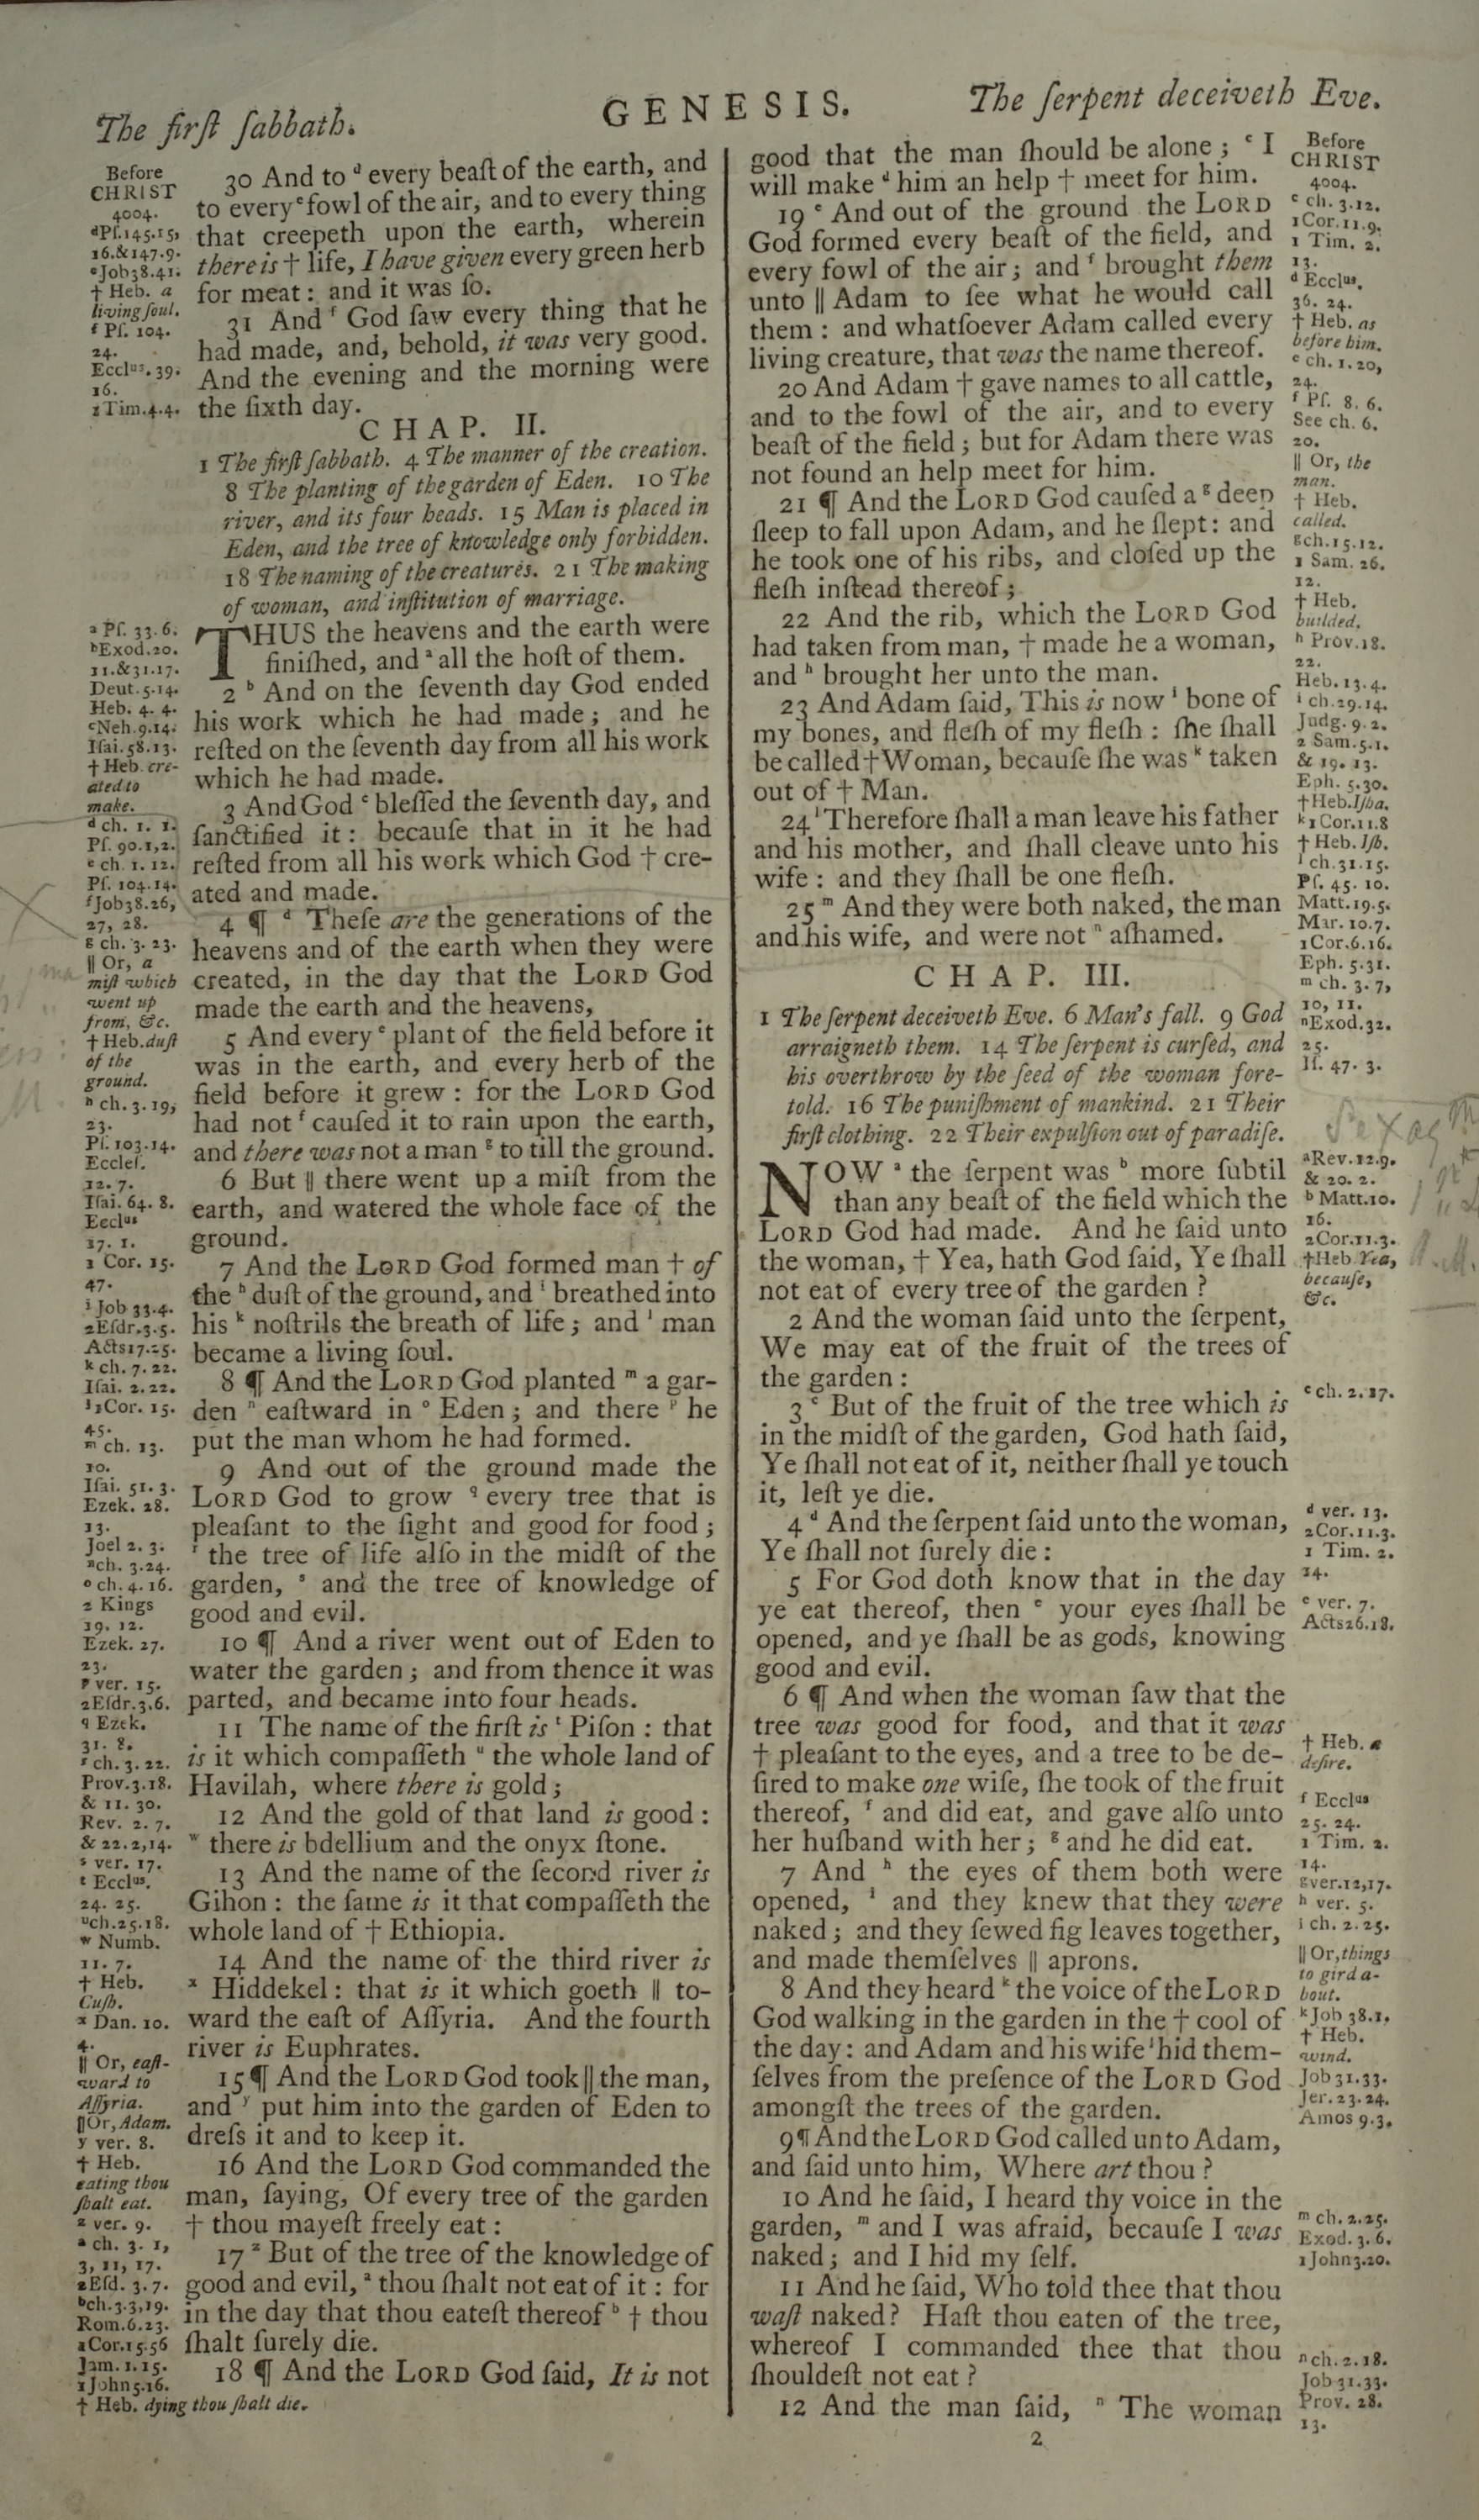 The firſt ſabbath.
GENESIS.
The ſerpent deceiveth Eve.
Before
CHRIST
4004.
dPſ.145.15,
16.&147.9.
eJob38.41.
† Heb. a
living ſoul.
f Pſ. 104.
24.
Ecclus. 39.
16.
1Tim.4.4.
30 And to d every beaſt of the earth, and
to every e fowl of the air, and to every thing
that creepeth upon the earth, wherein
there is † life, I have given every green herb
for meat: and it was ſo.
31 And f God ſaw every thing that he
had made, and, behold, it was very good.
And the evening and the morning were
the ſixth day.
CHAP. II.
1 The firſt ſabbath. 4 The manner of the creation.
8 The planting of the garden of Eden. 10 The
river, and its four heads. 15 Man is placed in
Eden, and the tree of knowledge only forbidden.
18 The naming of the creatures. 21 The making
of woman, and inſtitution of marriage.
a Pſ. 33.6.
bExod.20.
11.&31.17.
Deut. 5.14.
Heb. 4. 4.
cNeh.9.14.
Iſai.58.13.
† Heb. cre-
ated to
make.
d ch. 1. 1.
Pſ. 90.1,2.
e ch. 1. 12.
Pſ. 104.14.
fJob38.26,
27, 28.
g ch. 3. 23.
|| Or, a
miſt which
went up
from, &c.
† Heb. duſt
of the
ground.
h ch. 3. 19,
23.
Pſ. 103.14.
Eccleſ.
12. 7.
Iſai. 64. 8.
Ecclus
17. 1.
1 Cor. 15.
47.
i Job 33.4.
2Eſdr.3.5.
Acts17.25.
k ch. 7. 22.
Iſai. 2. 22.
l1Cor. 15.
45.
m ch. 13.
10.
Iſai. 51. 3.
Ezek. 28.
13.
Joel 2. 3.
nch. 3.24.
o ch. 4. 16.
2 Kings
19. 12.
Ezek. 27.
23.
p ver. 15.
2Eſdr.3.6.
q Ezek.
31. 8.
r ch. 3. 22.
Prov.3.18.
& 11. 30.
Rev. 2. 7.
& 22.2,14.
s ver. 17.
t Ecclus.
24. 25.
uch.25.18.
w Numb.
11. 7.
† Heb.
Cuſh.
x Dan. 10.
4.
|| Or, eaſt-
ward to
Aſſyria.
||Or, Adam.
y ver. 8.
† Heb.
eating thou
ſhalt eat.
z ver. 9.
a ch. 3. 1,
3, 11, 17.
2Eſd. 3.7.
bch.3.3,19.
Rom.6.23.
1Cor.15.56
Jam. 1. 15.
1John5.16.
† Heb. dying thou ſhalt die.
THUS the heavens and the earth were
finiſhed, and a all the hoſt of them.
2 b And on the ſeventh day God ended
his work which he had made; and he
reſted on the ſeventh day from all his work
which he had made.
3 And God c bleſſed the ſeventh day, and
ſanctified it: becauſe that in it he had
reſted from all his work which God † cre-
ated and made.
4 ¶ d Theſe are the generations of the
heavens and of the earth when they were
created, in the day that the LORD God
made the earth and the heavens,
5 And every e plant of the field before it
was in the earth, and every herb of the
field before it grew: for the LORD God
had not f cauſed it to rain upon the earth,
and there was not a man g to till the ground.
6 But || there went up a miſt from the
earth, and watered the whole face of the
ground.
7 And the LORD God formed man † of
the h duſt of the ground, and i breathed into
his k noſtrils the breath of life; and l man
became a living ſoul.
8 ¶ And the LORD God planted m a gar-
den n eaſtward in o Eden; and there p he
put the man whom he had formed.
9 And out of the ground made the
LORD God to grow q every tree that is
pleaſant to the ſight and good for food;
r the tree of life alſo in the midſt of the
garden, s and the tree of knowledge of
good and evil.
10 ¶ And a river went out of Eden to
water the garden; and from thence it was
parted, and became into four heads.
11 The name of the firſt is t Piſon: that
is it which compaſſeth u the whole land of
Havilah, where there is gold;
12 And the gold of that land is good:
w there is bdellium and the onyx ſtone.
13 And the name of the ſecond river is
Gihon: the ſame is it that compaſſeth the
whole land of † Ethiopia.
14 And the name of the third river is
x Hiddekel: that is it which goeth || to-
ward the eaſt of Aſſyria. And the fourth
river is Euphrates.
15 ¶ And the LORD God took || the man,
and y put him into the garden of Eden to
dreſs it and to keep it.
16 And the LORD God commanded the
man, ſaying, Of every tree of the garden
† thou mayeſt freely eat:
17 z But of the tree of the knowledge of
good and evil, a thou ſhalt not eat of it: for
in the day that thou eateſt thereof b † thou
ſhalt ſurely die.
18 ¶ And the LORD God ſaid, It is not
good that the man ſhould be alone; c I
will make d him an help † meet for him.
19 e And out of the ground the LORD
God formed every beaſt of the field, and
every fowl of the air; and f brought them
unto || Adam to ſee what he would call
them: and whatſoever Adam called every
living creature, that was the name thereof.
20 And Adam † gave names to all cattle,
and to the fowl of the air, and to every
beaſt of the field; but for Adam there was
not found an help meet for him.
21 ¶ And the LORD God cauſed a g deep
ſleep to fall upon Adam, and he ſlept: and
he took one of his ribs, and cloſed up the
fleſh inſtead thereof;
22 And the rib, which the LORD God
had taken from man, † made he a woman,
and h brought her unto the man.
23 And Adam ſaid, This is now i bone of
my bones, and fleſh of my fleſh: ſhe ſhall
be called † Woman, becauſe ſhe was k taken
out of † Man.
24 l Therefore ſhall a man leave his father
and his mother, and ſhall cleave unto his
wife: and they ſhall be one fleſh.
25 m And they were both naked, the man
and his wife, and were not n aſhamed.
CHAP. III.
1 The ſerpent deceiveth Eve. 6 Man's fall. 9 God
arraigneth them. 14 The ſerpent is curſed, and
his overthrow by the ſeed of the woman fore-
told. 16 The puniſhment of mankind. 21 Their
firſt clothing. 22 Their expulſion out of paradiſe.
NOW a the ſerpent was b more ſubtil
than any beaſt of the field which the
LORD God had made. And he ſaid unto
the woman, † Yea, hath God ſaid, Ye ſhall
not eat of every tree of the garden?
2 And the woman ſaid unto the ſerpent,
We may eat of the fruit of the trees of
the garden:
3 c But of the fruit of the tree which is
in the midſt of the garden, God hath ſaid,
Ye ſhall not eat of it, neither ſhall ye touch
it, leſt ye die.
4 d And the ſerpent ſaid unto the woman,
Ye ſhall not ſurely die:
5 For God doth know that in the day
ye eat thereof, then e your eyes ſhall be
opened, and ye ſhall be as gods, knowing
good and evil.
6 ¶ And when the woman ſaw that the
tree was good for food, and that it was
† pleaſant to the eyes, and a tree to be de-
ſired to make one wiſe, ſhe took of the fruit
thereof, f and did eat, and gave alſo unto
her huſband with her; g and he did eat.
7 And h the eyes of them both were
opened, i and they knew that they were
naked; and they ſewed fig leaves together,
and made themſelves || aprons.
8 And they heard k the voice of the LORD
God walking in the garden in the † cool of
the day: and Adam and his wife l hid them-
ſelves from the preſence of the LORD God
amongſt the trees of the garden.
9 ¶ And the LORD God called unto Adam,
and ſaid unto him, Where art thou?
10 And he ſaid, I heard thy voice in the
garden, m and I was afraid, becauſe I was
naked; and I hid my ſelf.
11 And he ſaid, Who told thee that thou
waſt naked? Haſt thou eaten of the tree,
whereof I commanded thee that thou
ſhouldeſt not eat?
12 And the man ſaid, n The woman
2
Before
CHRIST
4004.
c ch. 3.12.
1Cor.11.9.
1 Tim. 2.
13.
d Ecclus.
36. 24.
† Heb. as
before him.
e ch. 1.20,
24.
f Pſ. 8. 6.
See ch. 6.
20.
|| Or, the
man.
† Heb.
called.
gch.15.12.
1 Sam. 26.
12.
† Heb.
builded.
h Prov.18.
22.
Heb. 13.4.
i ch.29.14.
Judg. 9.2.
2 Sam.5.1.
& 19. 13.
Eph. 5.30.
†Heb.Iſha.
k1Cor.11.8
† Heb. Iſh.
l ch.31.15.
Pſ. 45. 10.
Matt.19.5.
Mar. 10.7.
1Cor.6.16.
Eph. 5.31.
m ch. 3. 7,
10, 11.
nExod.32.
25.
Iſ. 47. 3.
aRev.12.9.
& 20. 2.
b Matt.10.
16.
2Cor.11.3.
†Heb. Yea,
becauſe,
&c.
c ch. 2.17.
d ver. 13.
2Cor.11.3.
1 Tim. 2.
14.
e ver. 7.
Acts26.18.
† Heb. a
deſire.
f Ecclus
25. 24.
1 Tim. 2.
14.
gver.12,17.
h ver. 5.
i ch. 2.25.
|| Or, things
to gird a-
bout.
k Job 38.1.
† Heb.
wind.
Job31.33.
Jer.23.24.
Amos 9.3.
m ch. 2.25.
Exod. 3. 6.
1John3.20.
nch.2.18.
Job 31.33.
Prov. 28.
13.